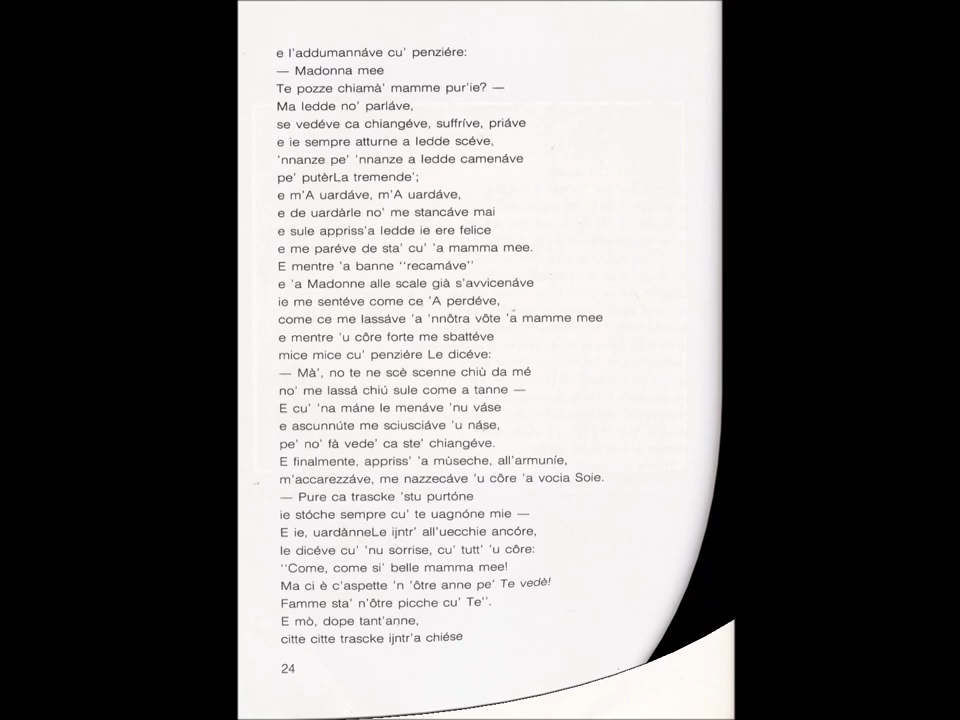 e l'addumannáve cu' penziére:
— Madonna mee
Te pozze chiamà' mamme pur'ie? —
Ma ledde no' parláve,
se vedéve ca chiangéve, suffríve, priáve
e ie sempre atturne a ledde scéve,
'nnanze pe' 'nnanze a ledde camenáve
pe' putèrLa tremende';
e m'A uardáve, m'A uardáve,
e de uardàrle no' me stancáve mai
e sule appriss'a ledde ie ere felice
e me paréve de sta' cu' 'a mamma mee.
E mentre 'a banne ''recamáve''
e 'a Madonne alle scale già s'avvicenáve
ie me sentéve come ce 'A perdéve,
come ce me lassáve 'a 'nnôtra vôte 'a mamme mee
e mentre 'u côre forte me sbattéve
mice mice cu' penziére Le dicéve:
— Mà', no te ne scè scenne chiù da mé
no' me lassá chiú sule come a tanne —
E cu' 'na máne le menáve 'nu váse
e ascunnúte me sciusciáve 'u náse,
pe' no' fà vede' ca ste' chiangéve.
E finalmente, appriss' 'a mùseche, all'armuníe,
m'accarezzáve, me nazzecáve 'u côre 'a vocia Soie.
— Pure ca trascke 'stu purtóne
ie stóche sempre cu' te uagnóne mie —
E ie, uardànneLe ijntr' all'uecchie ancóre,
le dicéve cu' 'nu sorrise, cu' tutt' 'u côre:
''Come, come si' belle mamma mee!
Ma ci è c'aspette 'n 'ôtre anne pe' Te vedè!
Famme sta' n'ôtre picche cu' Te''.
E mò, dope tant'anne,
citte citte trascke ijntr'a chiése
24